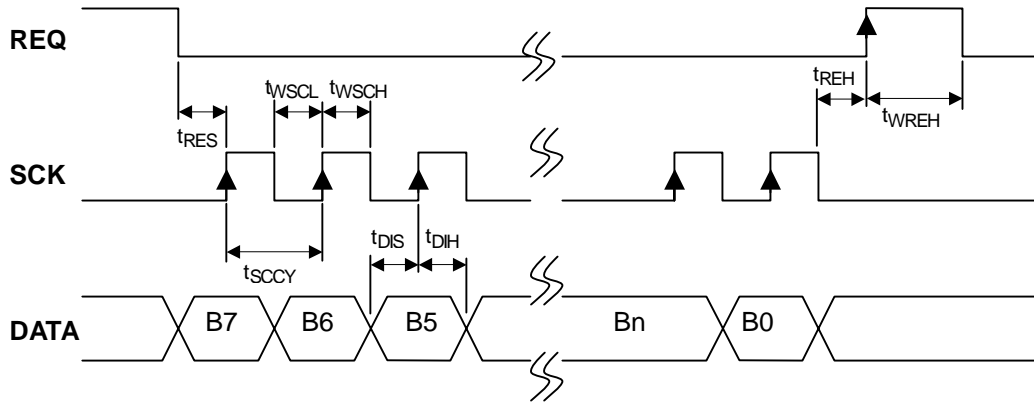 REQ
tWSCL tWSCH
tREH
tRES
tWREH
SCK
tSCCY
tDIS tDIH
DATA
B7 B6 B5 Bn B0